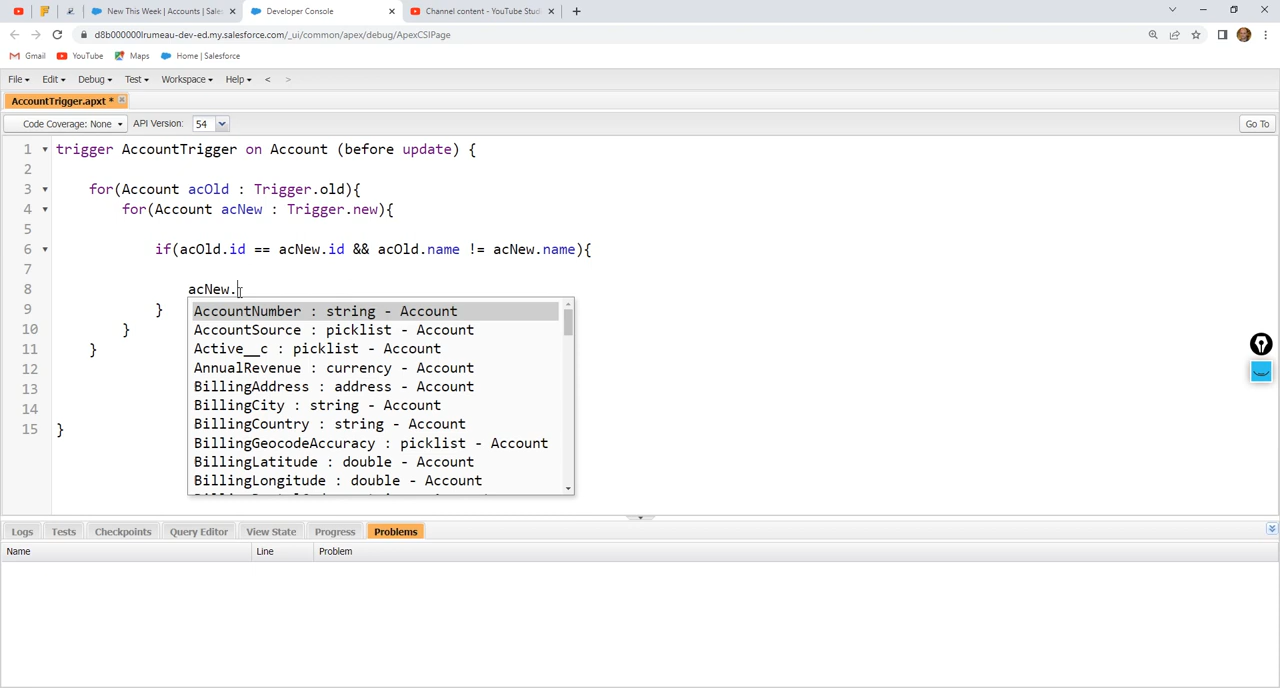 New This Week | Accounts | Sales
Developer Console
Channel content - YouTube Studi
d8b000000lrumeau-dev-ed.my.salesforce.com/_ui/common/apex/debug/ApexCSIPage
Gmail YouTube Maps Home | Salesforce
File Edit Debug Test Workspace Help < >
AccountTrigger.apxt *
Code Coverage: None API Version: 54 Go To
1 trigger AccountTrigger on Account (before update) {
2
3 for(Account acOld : Trigger.old){
4 for(Account acNew : Trigger.new){
5
6 if(acOld.id == acNew.id && acOld.name != acNew.name){
7
8 acNew.
9 }
10 }
11 }
12
13
14
15 }
AccountNumber : string - Account
AccountSource : picklist - Account
Active__c : picklist - Account
AnnualRevenue : currency - Account
BillingAddress : address - Account
BillingCity : string - Account
BillingCountry : string - Account
BillingGeocodeAccuracy : picklist - Account
BillingLatitude : double - Account
BillingLongitude : double - Account
Logs Tests Checkpoints Query Editor View State Progress Problems
Name Line Problem